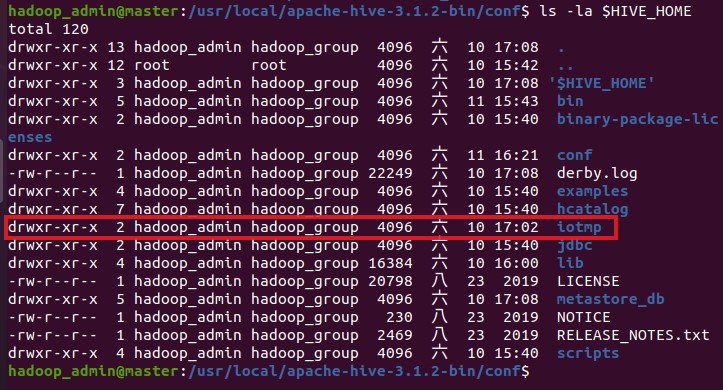 hadoop_admin@master:/usr/local/apache-hive-3.1.2-bin/conf$ ls -la $HIVE_HOME
total 120
drwxr-xr-x 13 hadoop_admin hadoop_group  4096  六  10 17:08  .
drwxr-xr-x 12 root         root          4096  六  10 15:42  ..
drwxr-xr-x  3 hadoop_admin hadoop_group  4096  六  10 17:08 '$HIVE_HOME'
drwxr-xr-x  5 hadoop_admin hadoop_group  4096  六  11 15:43  bin
drwxr-xr-x  2 hadoop_admin hadoop_group  4096  六  10 15:40  binary-package-lic
enses
drwxr-xr-x  2 hadoop_admin hadoop_group  4096  六  11 16:21  conf
-rw-r--r--  1 hadoop_admin hadoop_group 22249  六  10 17:08  derby.log
drwxr-xr-x  4 hadoop_admin hadoop_group  4096  六  10 15:40  examples
drwxr-xr-x  7 hadoop_admin hadoop_group  4096  六  10 15:40  hcatalog
drwxr-xr-x  2 hadoop_admin hadoop_group  4096  六  10 17:02  iotmp
drwxr-xr-x  2 hadoop_admin hadoop_group  4096  六  10 15:40  jdbc
drwxr-xr-x  4 hadoop_admin hadoop_group 16384  六  10 16:00  lib
-rw-r--r--  1 hadoop_admin hadoop_group 20798  八  23  2019  LICENSE
drwxr-xr-x  5 hadoop_admin hadoop_group  4096  六  10 17:08  metastore_db
-rw-r--r--  1 hadoop_admin hadoop_group   230  八  23  2019  NOTICE
-rw-r--r--  1 hadoop_admin hadoop_group  2469  八  23  2019  RELEASE_NOTES.txt
drwxr-xr-x  4 hadoop_admin hadoop_group  4096  六  10 15:40  scripts
hadoop_admin@master:/usr/local/apache-hive-3.1.2-bin/conf$